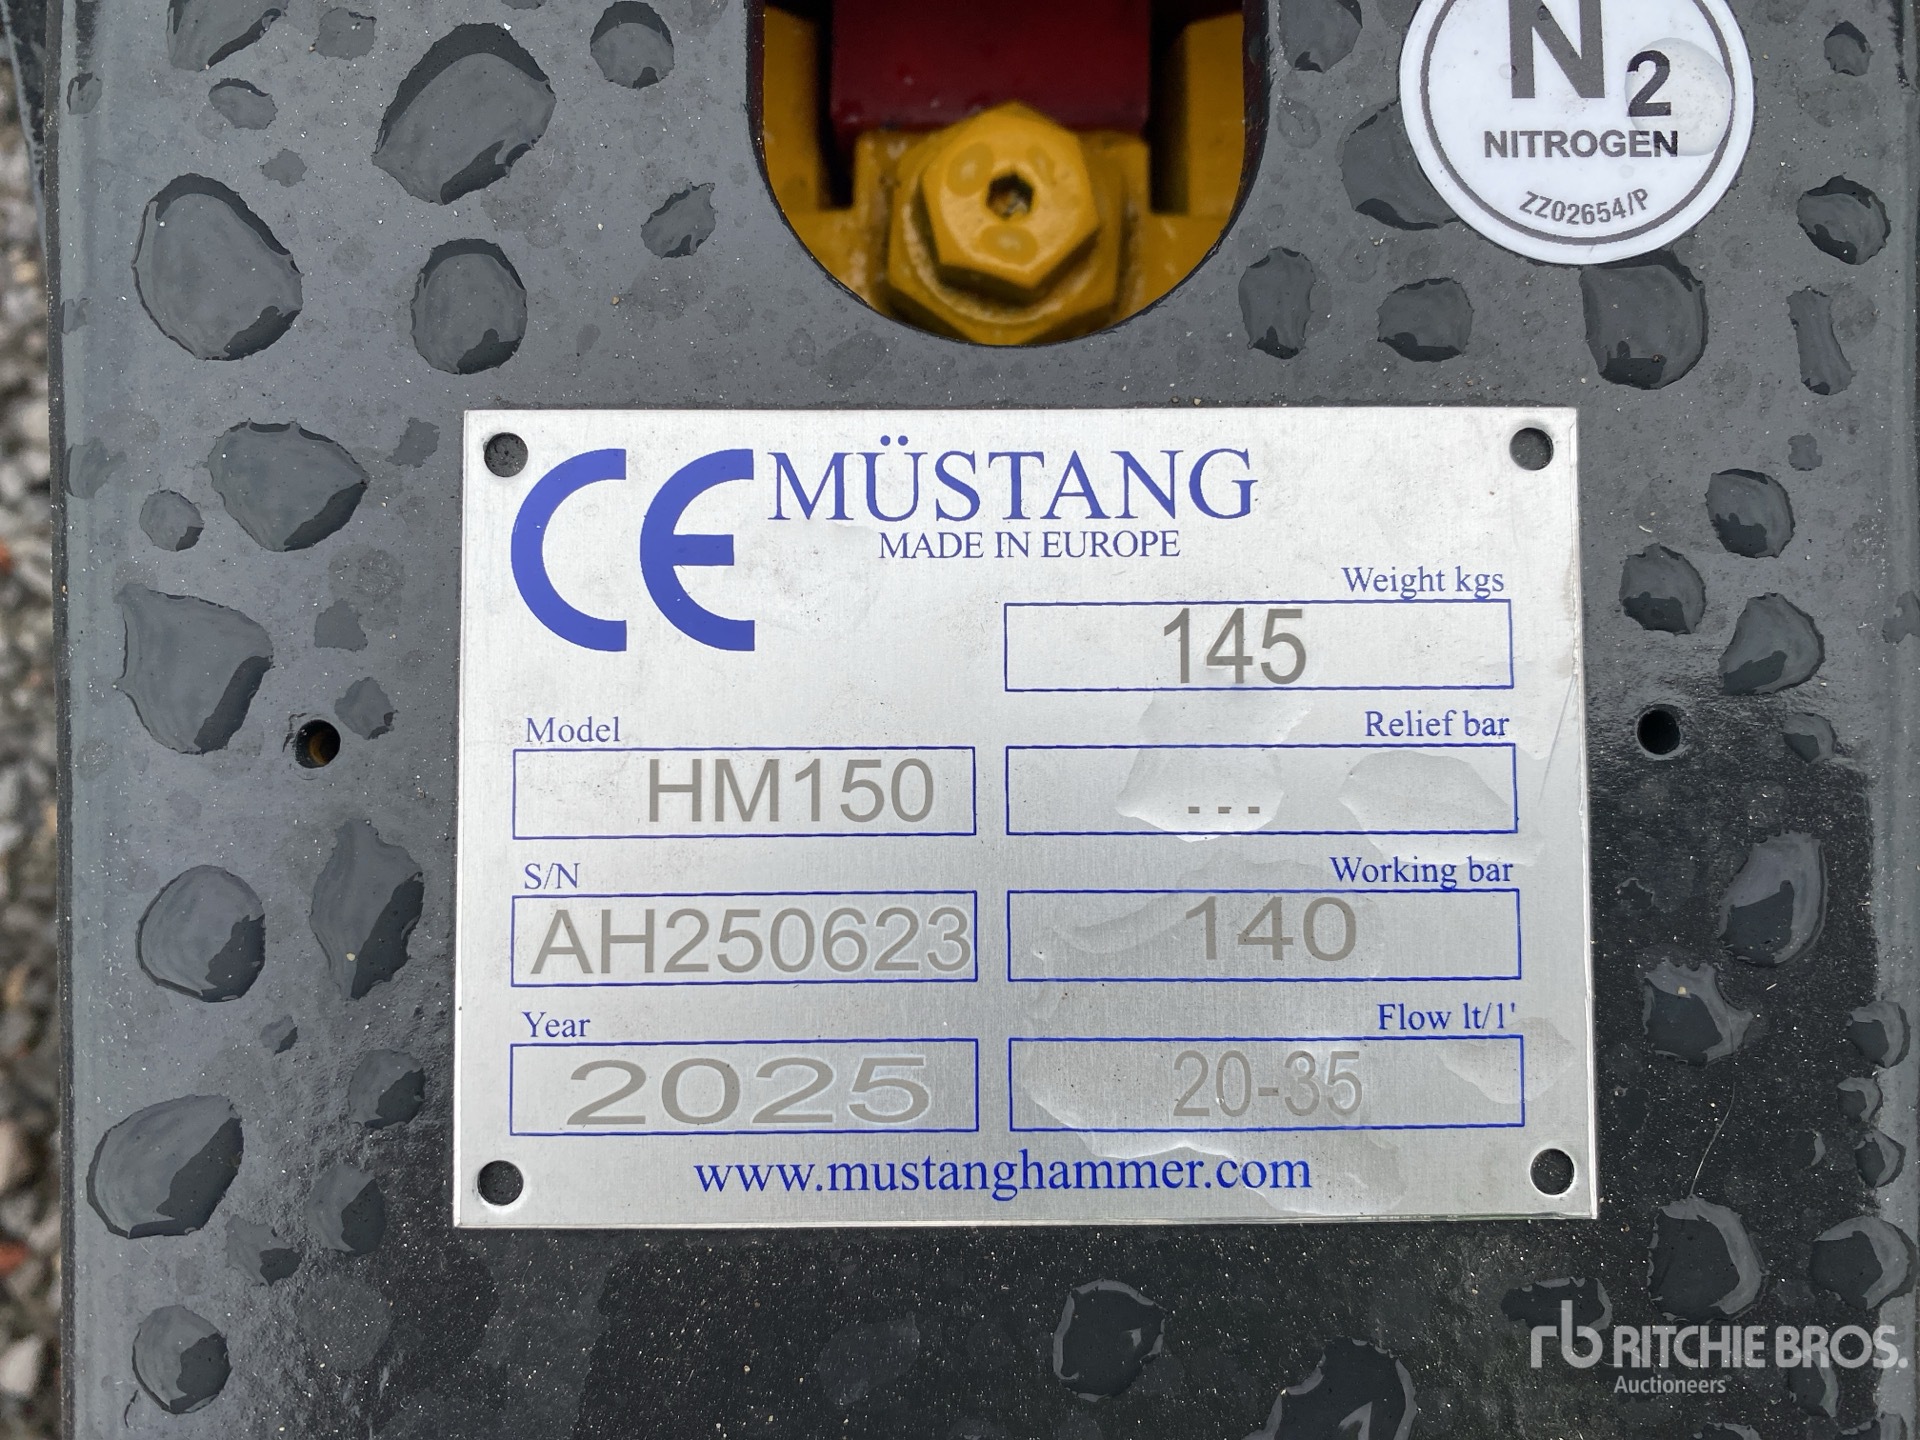 N2
NITROGEN
ZZ02654/P
CE MÜSTANG
MADE IN EUROPE
Weight kgs
145
Model
HM150
Relief bar
---
S/N
AH250623
Working bar
140
Year
2025
Flow lt/1'
20-35
www.mustanghammer.com
rb RITCHIE BROS.
Auctioneers